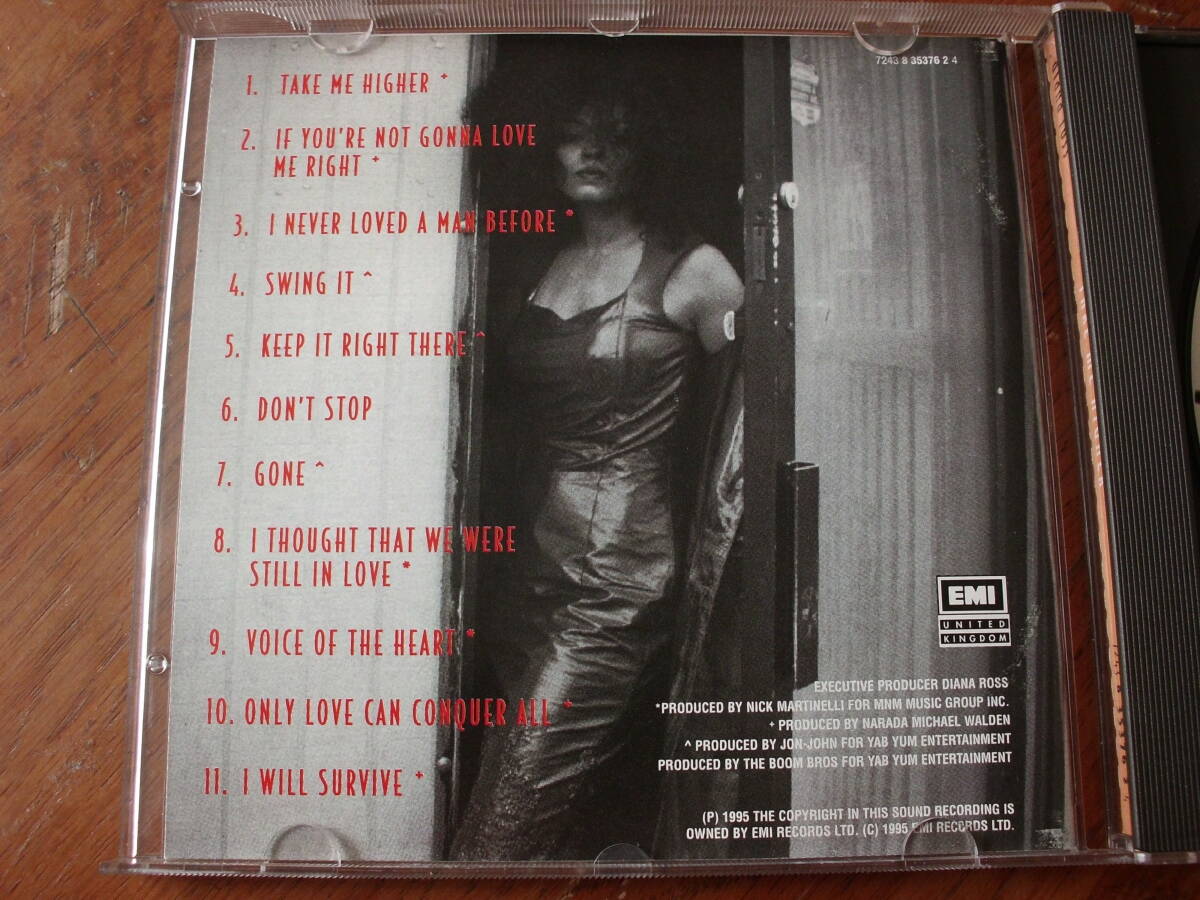 7243 8 35376 2 4
1. TAKE ME HIGHER +
2. IF YOU'RE NOT GONNA LOVE
ME RIGHT +
3. I NEVER LOVED A MAN BEFORE *
4. SWING IT ^
5. KEEP IT RIGHT THERE ^
6. DON'T STOP
7. GONE ^
8. I THOUGHT THAT WE WERE
STILL IN LOVE *
9. VOICE OF THE HEART *
10. ONLY LOVE CAN CONQUER ALL *
11. I WILL SURVIVE +
EMI
UNITED
KINGDOM
EXECUTIVE PRODUCER DIANA ROSS
*PRODUCED BY NICK MARTINELLI FOR MNM MUSIC GROUP INC.
+ PRODUCED BY NARADA MICHAEL WALDEN
^ PRODUCED BY JON-JOHN FOR YAB YUM ENTERTAINMENT
PRODUCED BY THE BOOM BROS FOR YAB YUM ENTERTAINMENT
(P) 1995 THE COPYRIGHT IN THIS SOUND RECORDING IS
OWNED BY EMI RECORDS LTD. (C) 1995 EMI RECORDS LTD.